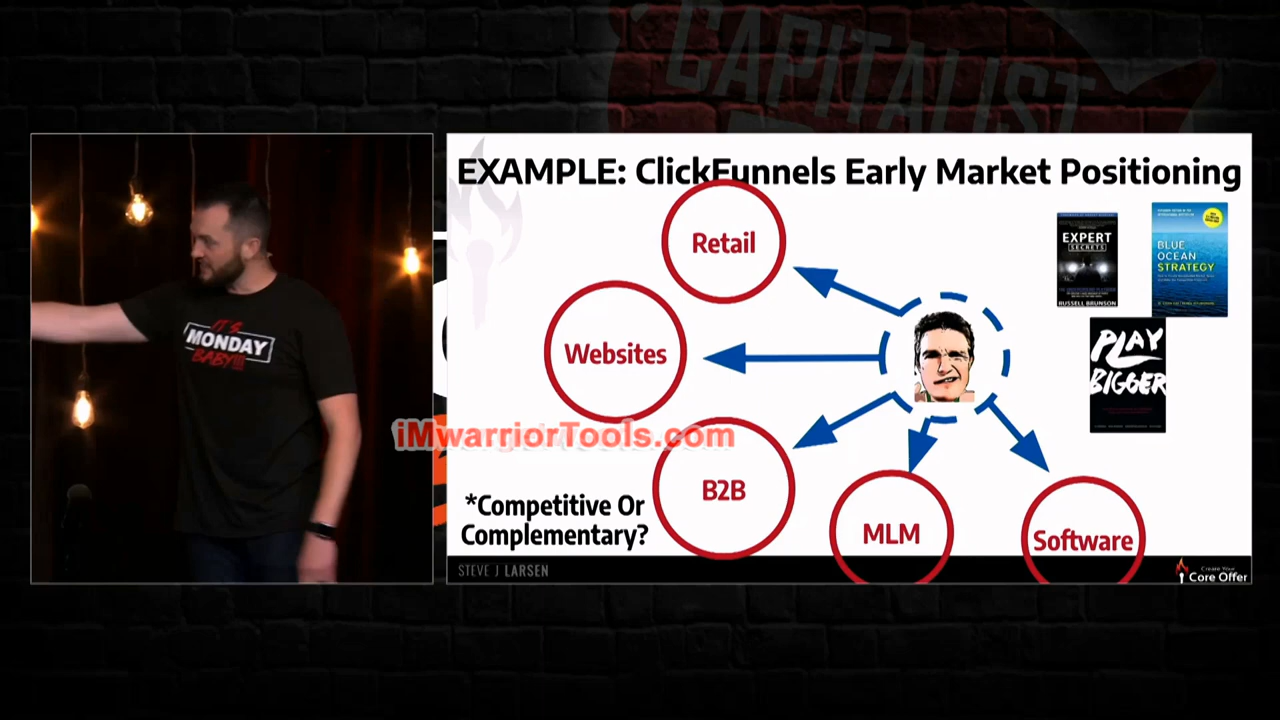 CAPITALIST
EXAMPLE: ClickFunnels Early Market Positioning
Retail
EXPERT
SECRETS
RUSSELL BRUNSON
BLUE
OCEAN
STRATEGY
IT'S
MONDAY
BABY!!!
Websites
PLAY
BIGGER
iMwarriorTools.com
B2B
*Competitive Or
Complementary?
MLM
Software
STEVE J LARSEN
Create Your
Core Offer